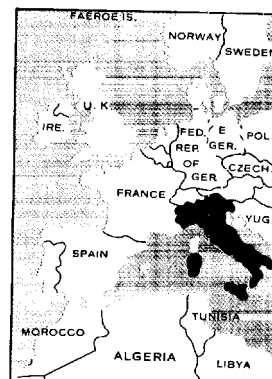 FAEROE IS.
NORWAY
SWEDEN
U.K
IRE.
FED.
REP.
OF
GER.
E
GER.
POL
CZECH.
FRANCE
YUG
SPAIN
TUNISIA
MOROCCO
ALGERIA
LIBYA